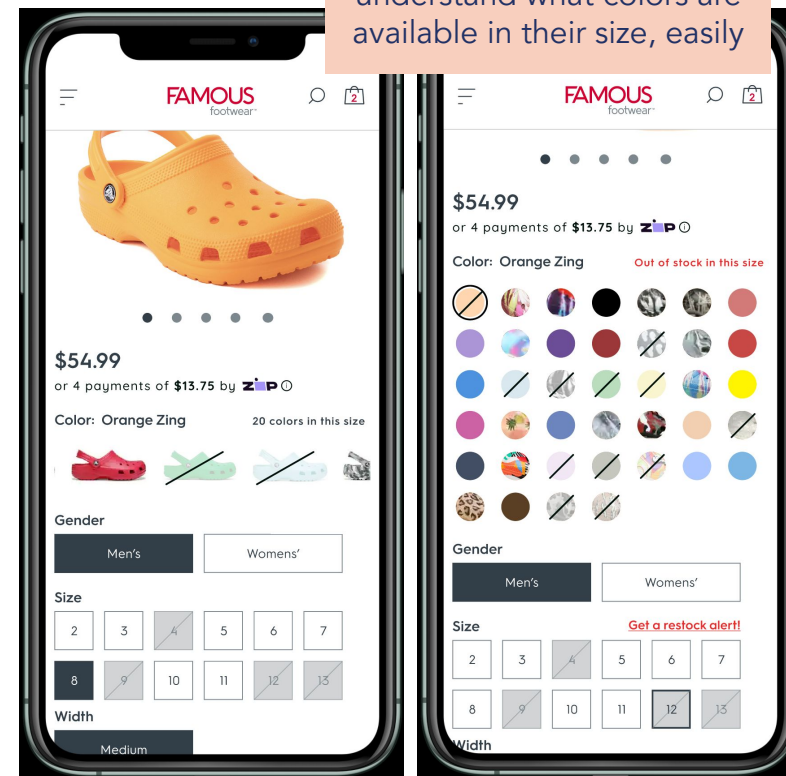 understand what colors are
available in their size, easily
FAMOUS
footwear
2
$54.99
or 4 payments of $13.75 by ZIP
Color: Orange Zing
20 colors in this size
Gender
Men's
Womens'
Size
2
3
4
5
6
7
8
9
10
11
12
13
Width
Medium
FAMOUS
footwear
2
$54.99
or 4 payments of $13.75 by ZIP
Color: Orange Zing
Out of stock in this size
Gender
Men's
Womens'
Size
Get a restock alert!
2
3
4
5
6
7
8
9
10
11
12
13
Width